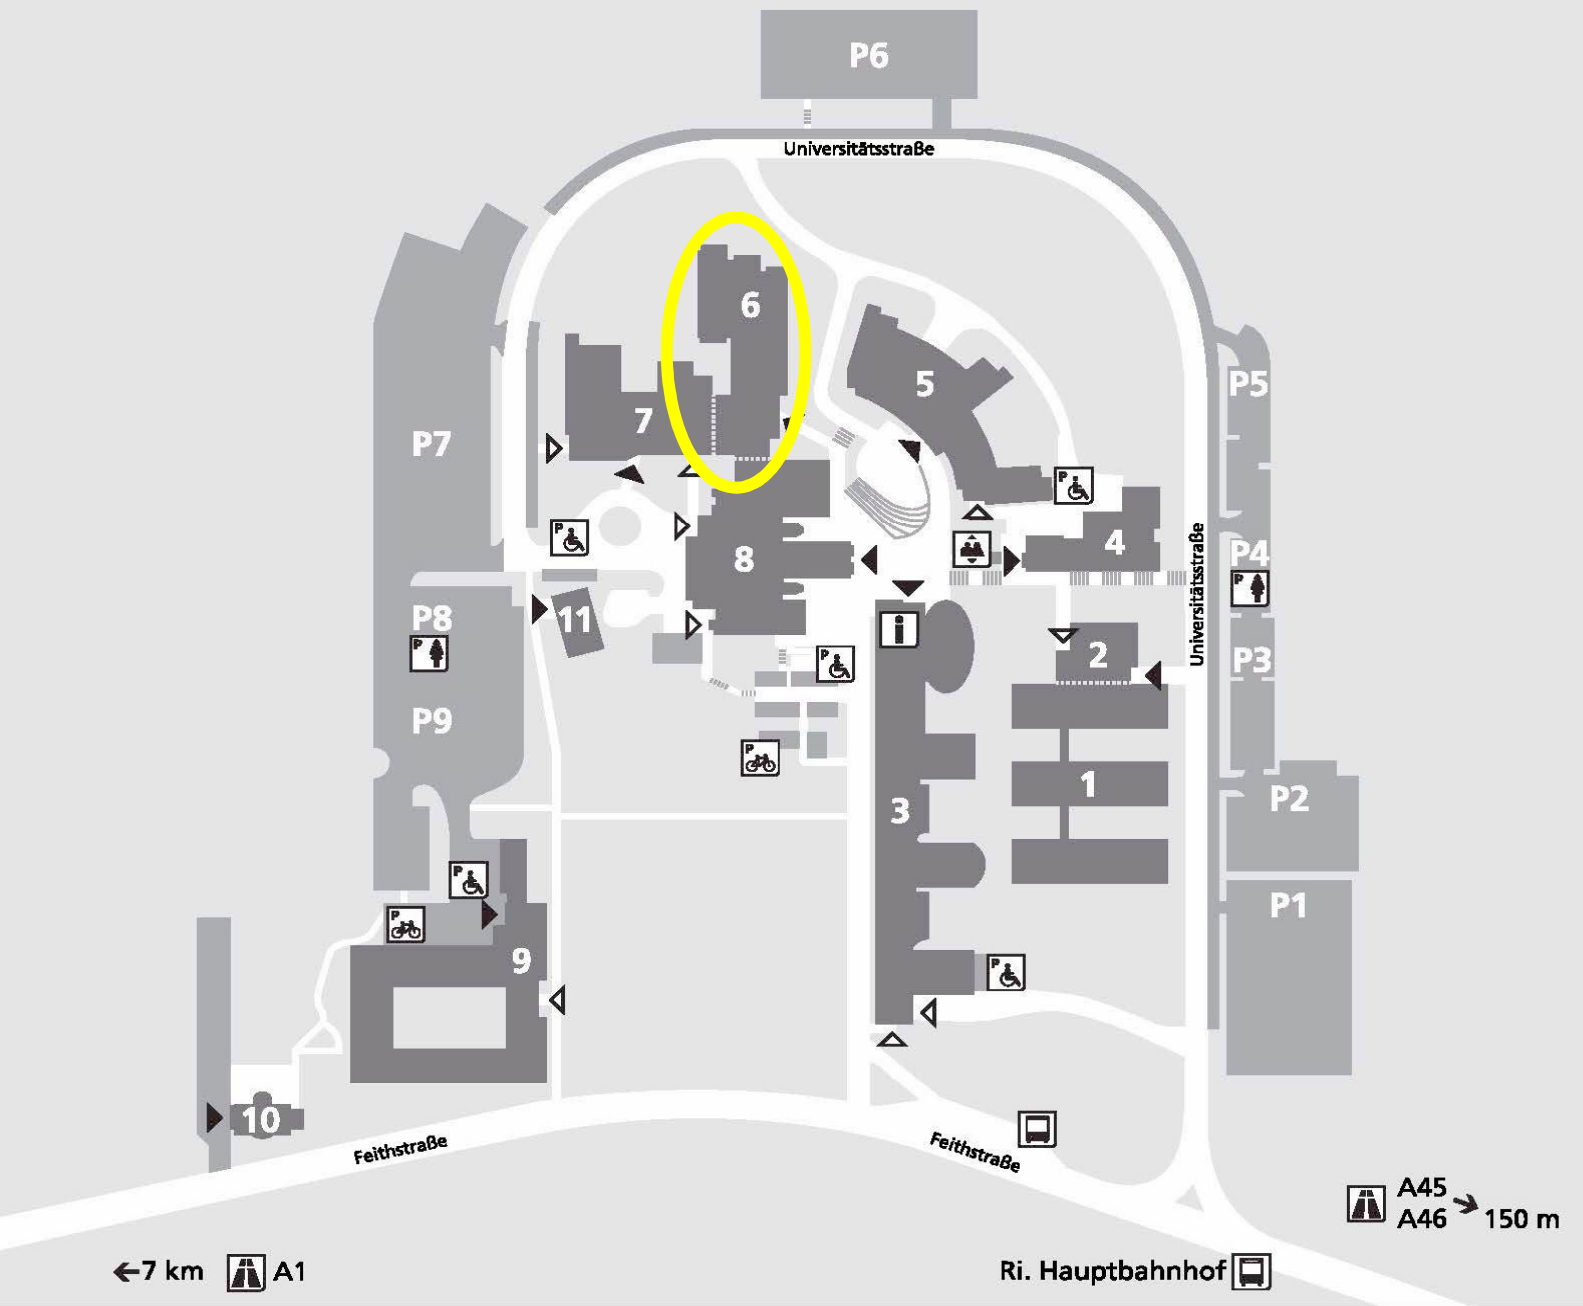 P6
Universitätsstraße
6
5
7
P5
P7
4
8
P4
P
P
P
11
P8
P
i
2
Universitätsstraße
P3
P
P9
P
1
3
P2
P
P1
P
9
P
10
Feithstraße
Feithstraße
A45
A46
150 m
7 km
A1
Ri. Hauptbahnhof